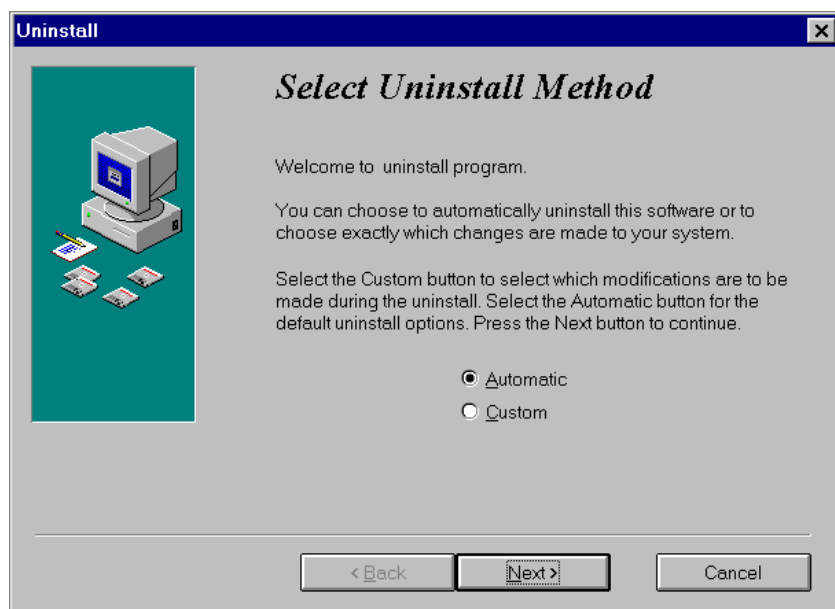 Uninstall
Select Uninstall Method
Welcome to  uninstall program.
You can choose to automatically uninstall this software or to
choose exactly which changes are made to your system.
Select the Custom button to select which modifications are to be
made during the uninstall. Select the Automatic button for the
default uninstall options. Press the Next button to continue.
Automatic
Custom
< Back
Next >
Cancel